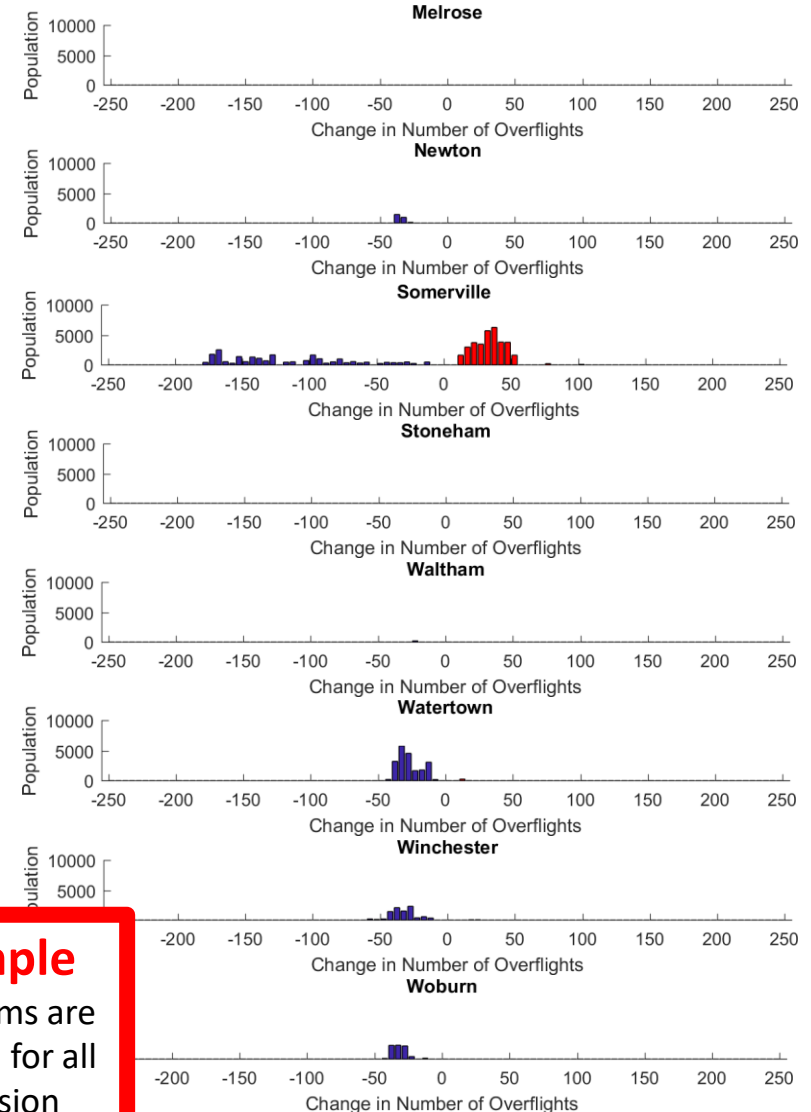 Melrose
Population
10000
5000
0
-250 -200 -150 -100 -50 0 50 100 150 200 250
Change in Number of Overflights
Newton
Population
10000
5000
0
-250 -200 -150 -100 -50 0 50 100 150 200 250
Change in Number of Overflights
Somerville
Population
10000
5000
0
-250 -200 -150 -100 -50 0 50 100 150 200 250
Change in Number of Overflights
Stoneham
Population
10000
5000
0
-250 -200 -150 -100 -50 0 50 100 150 200 250
Change in Number of Overflights
Waltham
Population
10000
5000
0
-250 -200 -150 -100 -50 0 50 100 150 200 250
Change in Number of Overflights
Watertown
Population
10000
5000
0
-250 -200 -150 -100 -50 0 50 100 150 200 250
Change in Number of Overflights
Winchester
10000
5000
-200 -150 -100 -50 0 50 100 150 200 250
Change in Number of Overflights
Woburn
-200 -150 -100 -50 0 50 100 150 200 250
Change in Number of Overflights
for all